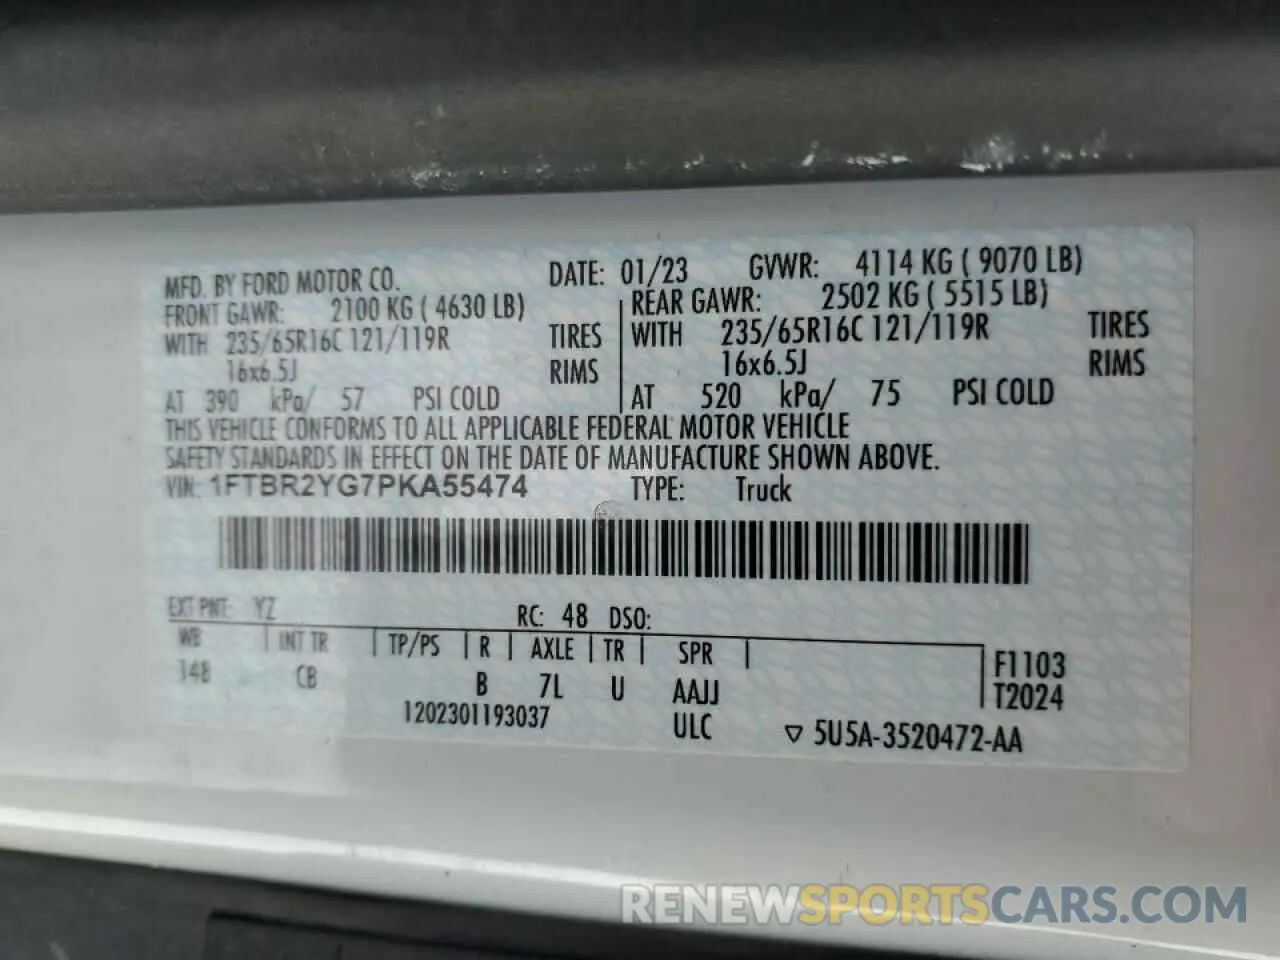 MFD. BY FORD MOTOR CO. DATE: 01/23 GVWR: 4114 KG ( 9070 LB)
FRONT GAWR: 2100 KG ( 4630 LB) REAR GAWR: 2502 KG ( 5515 LB)
WITH 235/65R16C 121/119R TIRES WITH 235/65R16C 121/119R TIRES
16x6.5J RIMS 16x6.5J RIMS
AT 390 kPa/ 57 PSI COLD AT 520 kPa/ 75 PSI COLD
THIS VEHICLE CONFORMS TO ALL APPLICABLE FEDERAL MOTOR VEHICLE
SAFETY STANDARDS IN EFFECT ON THE DATE OF MANUFACTURE SHOWN ABOVE.
VIN: 1FTBR2YG7PKA55474 TYPE: Truck
EXT PNT: YZ RC: 48 DSO:
WB INT TR TP/PS R AXLE TR SPR F1103
148 CB B 7L U AAJJ T2024
1202301193037 ULC ▽ 5U5A-3520472-AA
RENEWSPORTSCARS.COM